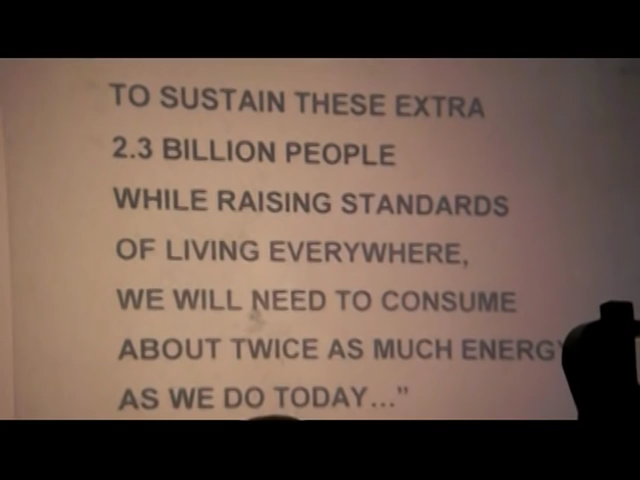 TO SUSTAIN THESE EXTRA
2.3 BILLION PEOPLE
WHILE RAISING STANDARDS
OF LIVING EVERYWHERE,
WE WILL NEED TO CONSUME
ABOUT TWICE AS MUCH ENERGY
AS WE DO TODAY..."